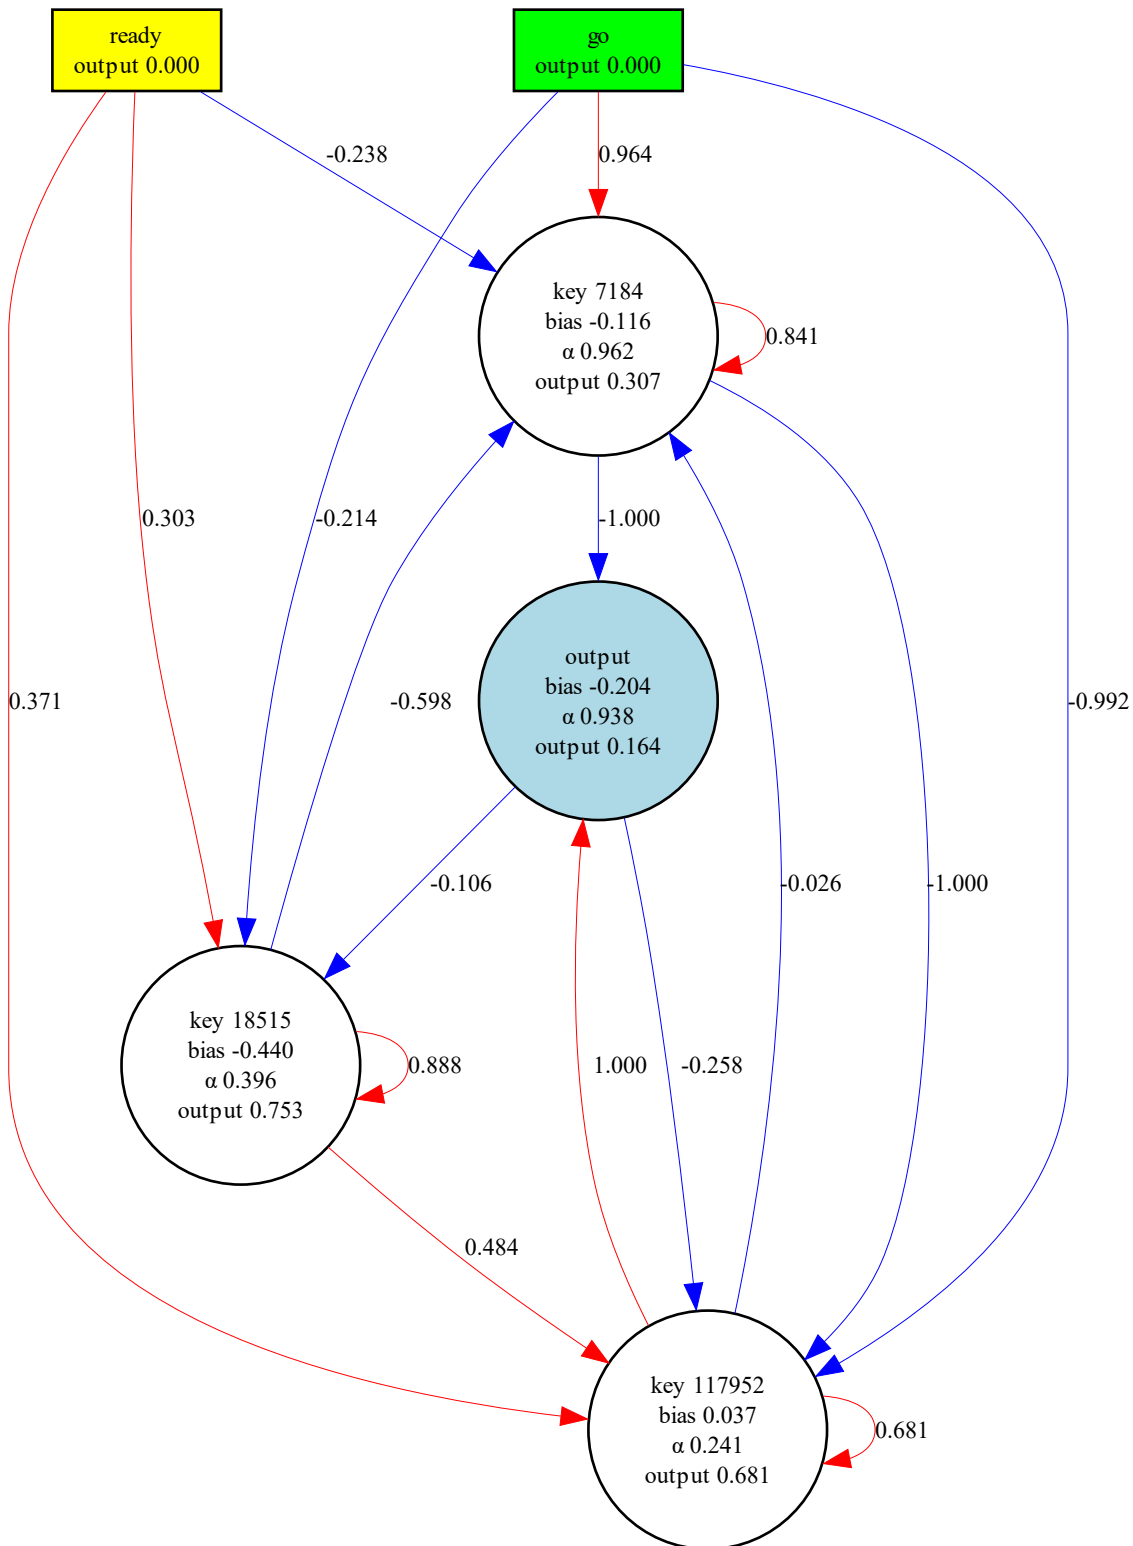 ready
output 0.000
go
output 0.000
-0.238
0.964
key 7184
bias -0.116
α 0.962
output 0.307
0.841
0.303
-0.214
-1.000
output
bias -0.204
α 0.938
output 0.164
0.371
-0.598
-0.992
-0.106
-0.026
-1.000
key 18515
bias -0.440
α 0.396
output 0.753
0.888
1.000
-0.258
0.484
key 117952
bias 0.037
α 0.241
output 0.681
0.681